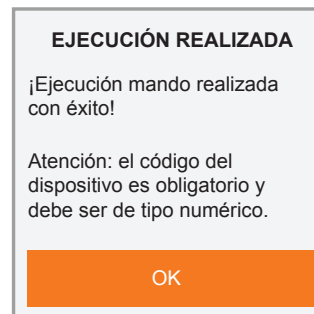 EJECUCIÓN REALIZADA
¡Ejecución mando realizada
con éxito!
Atención: el código del
dispositivo es obligatorio y
debe ser de tipo numérico.
OK